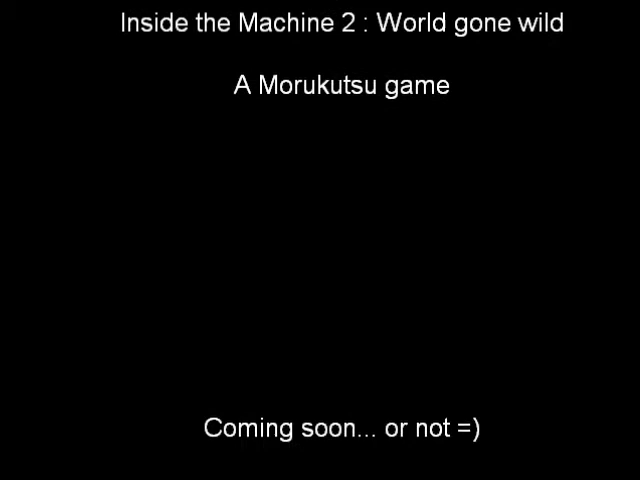 Inside the Machine 2 : World gone wild
A Morukutsu game
Coming soon... or not =)